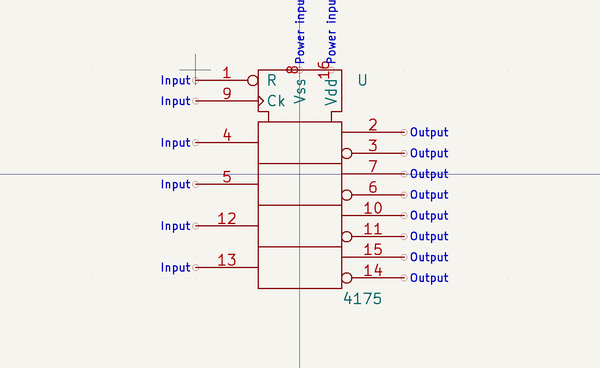 Power input Power input
8 16
Vss Vdd
Input 1 R U
Input 9 Ck
Input 4 2 Output
3 Output
Input 5 7 Output
6 Output
Input 12 10 Output
11 Output
Input 13 15 Output
14 Output
4175